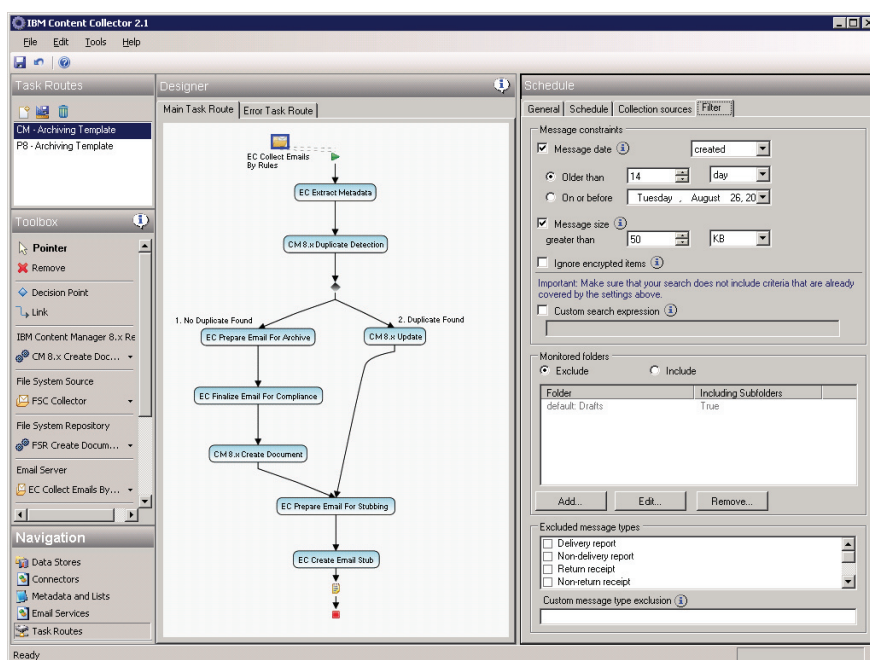 IBM Content Collector 2.1
File Edit Tools Help
Task Routes
CM - Archiving Template
P8 - Archiving Template
Toolbox
Pointer
Remove
Decision Point
Link
IBM Content Manager 8.x Re
CM 8.x Create Doc...
File System Source
FSC Collector
File System Repository
FSR Create Docum...
Email Server
EC Collect Emails By...
Navigation
Data Stores
Connectors
Metadata and Lists
Email Services
Task Routes
Ready
Designer
Main Task Route Error Task Route
EC Collect Emails
By Rules
EC Extract Metadata
CM 8.x Duplicate Detection
1. No Duplicate Found 2. Duplicate Found
EC Prepare Email For Archive CM 8.x Update
EC Finalize Email For Compliance
CM 8.x Create Document
EC Prepare Email For Stubbing
EC Create Email Stub
Schedule
General Schedule Collection sources Filter
Message constraints
Message date created
Older than 14 day
On or before Tuesday , August 26, 20
Message size
greater than 50 KB
Ignore encrypted items
Important: Make sure that your search does not include criteria that are already
covered by the settings above.
Custom search expression
Monitored folders
Exclude Include
Folder Including Subfolders
default: Drafts True
Add... Edit... Remove...
Excluded message types
Delivery report
Non-delivery report
Return receipt
Non-return receipt
Custom message type exclusion